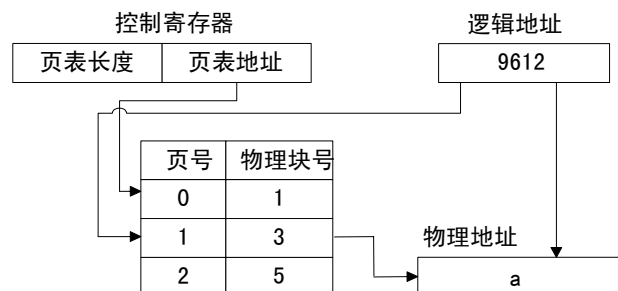 控制寄存器 逻辑地址
页表长度 页表地址 9612
页号 物理块号
0 1
1 3 物理地址
2 5 a